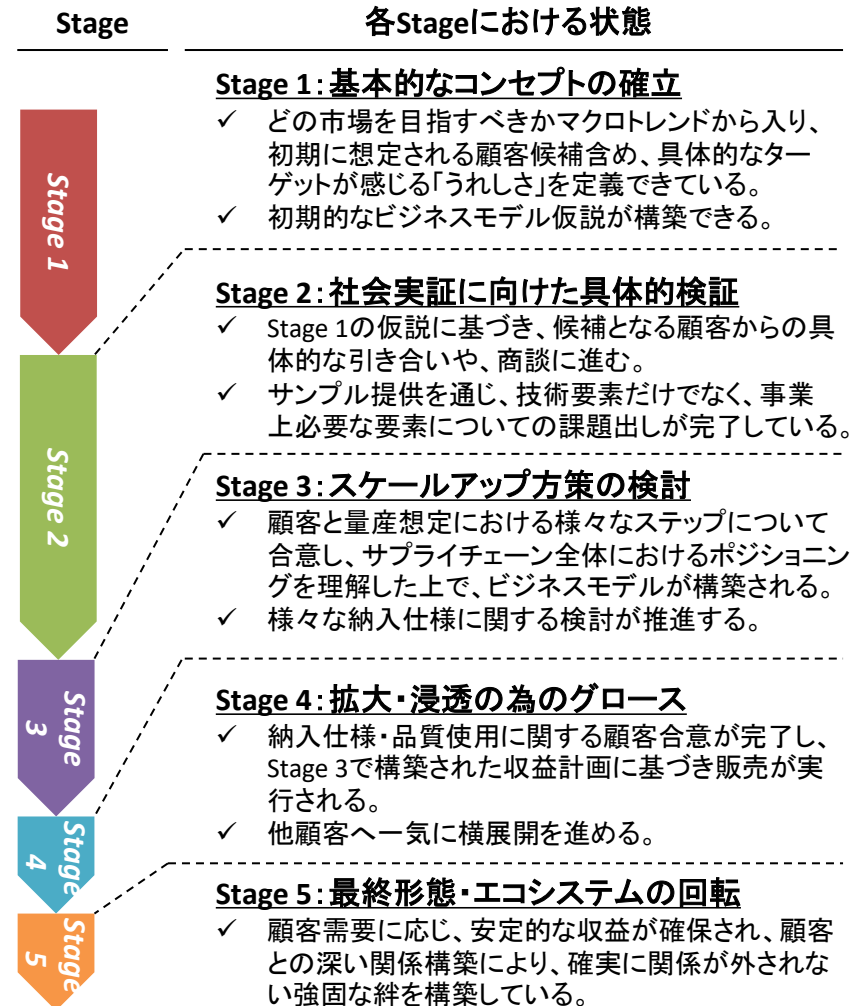 Stage
各Stageにおける状態
Stage 1
Stage 1：基本的なコンセプトの確立
✓ どの市場を目指すべきかマクロトレンドから入り、
初期に想定される顧客候補含め、具体的なター
ゲットが感じる「うれしさ」を定義できている。
✓ 初期的なビジネスモデル仮説が構築できる。
Stage 2
Stage 2：社会実証に向けた具体的検証
✓ Stage 1の仮説に基づき、候補となる顧客からの具
体的な引き合いや、商談に進む。
✓ サンプル提供を通じ、技術要素だけでなく、事業
上必要な要素についての課題出しが完了している。
Stage
3
Stage 3：スケールアップ方策の検討
✓ 顧客と量産想定における様々なステップについて
合意し、サプライチェーン全体におけるポジショニン
グを理解した上で、ビジネスモデルが構築される。
✓ 様々な納入仕様に関する検討が推進する。
Stage
4
Stage 4：拡大・浸透の為のグロース
✓ 納入仕様・品質使用に関する顧客合意が完了し、
Stage 3で構築された収益計画に基づき販売が実
行される。
✓ 他顧客へ一気に横展開を進める。
Stage
5
Stage 5：最終形態・エコシステムの回転
✓ 顧客需要に応じ、安定的な収益が確保され、顧客
との深い関係構築により、確実に関係が外されな
い強固な絆を構築している。